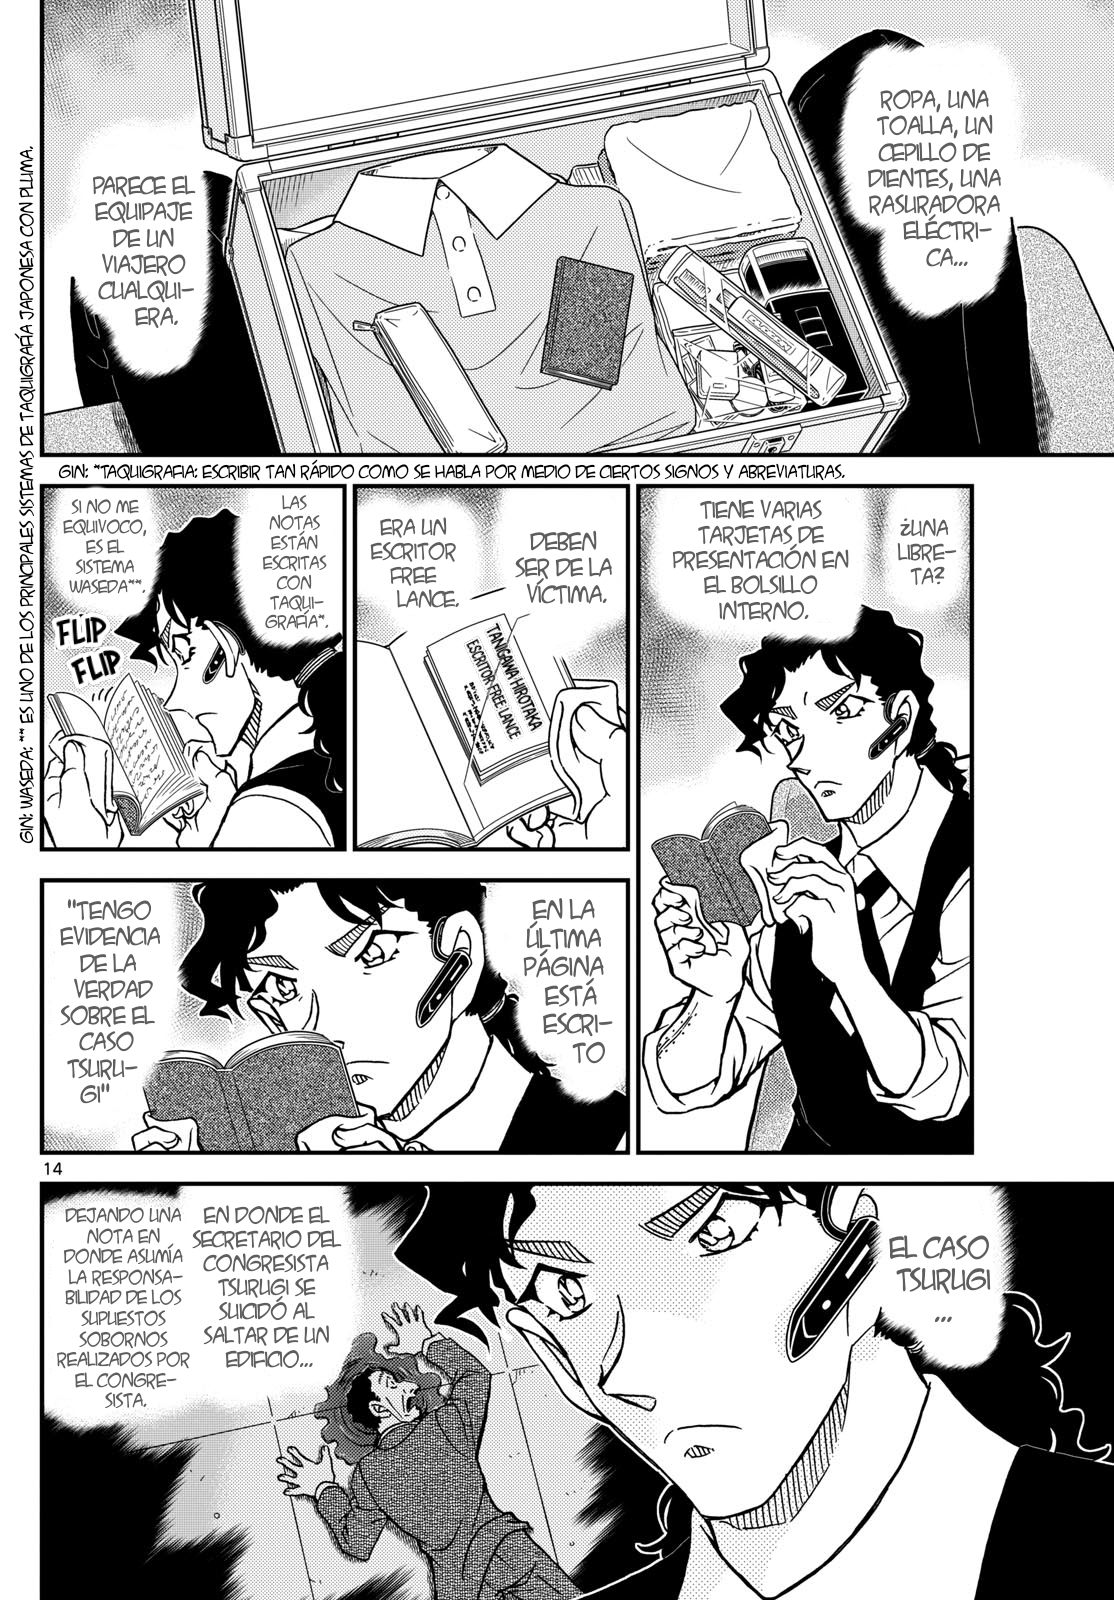 ROPA, UNA
TOALLA, UN
CEPILLO DE
DIENTES, UNA
RASURADORA
ELÉCTRI-
CA...
PARECE EL
EQUIPAJE
DE UN
VIAJERO
CUALQUI-
ERA.
GIN: *TAQUIGRAFIA: ESCRIBIR TAN RÁPIDO COMO SE HABLA POR MEDIO DE CIERTOS SIGNOS Y ABREVIATURAS.
GIN: WASEDA: ** ES UNO DE LOS PRINCIPALES SISTEMAS DE TAQUIGRAFÍA JAPONESA CON PLUMA.
¿UNA
LIBRE-
TA?
TIENE VARIAS
TARJETAS DE
PRESENTACIÓN EN
EL BOLSILLO
INTERNO.
DEBEN
SER DE LA
VÍCTIMA.
ERA UN
ESCRITOR
FREE
LANCE.
TANIGAWA HIROTAKA
ESCRITOR FREE LANCE
LAS
NOTAS
ESTÁN
ESCRITAS
CON
TAQUI-
GRAFÍA*.
SI NO ME
EQUIVOCO,
ES EL
SISTEMA
WASEDA**.
FLIP
FLIP
EN LA
ÚLTIMA
PÁGINA
ESTÁ
ESCRI-
TO
"TENGO
EVIDENCIA
DE LA
VERDAD
SOBRE EL
CASO
TSURU-
GI"
14
EL CASO
TSURUGI
...
EN DONDE EL
SECRETARIO DEL
CONGRESISTA
TSURUGI SE
SUICIDÓ AL
SALTAR DE UN
EDIFICIO...
DEJANDO UNA
NOTA EN
DONDE ASUMÍA
LA RESPONSA-
BILIDAD DE LOS
SUPUESTOS
SOBORNOS
REALIZADOS POR
EL CONGRE-
SISTA.